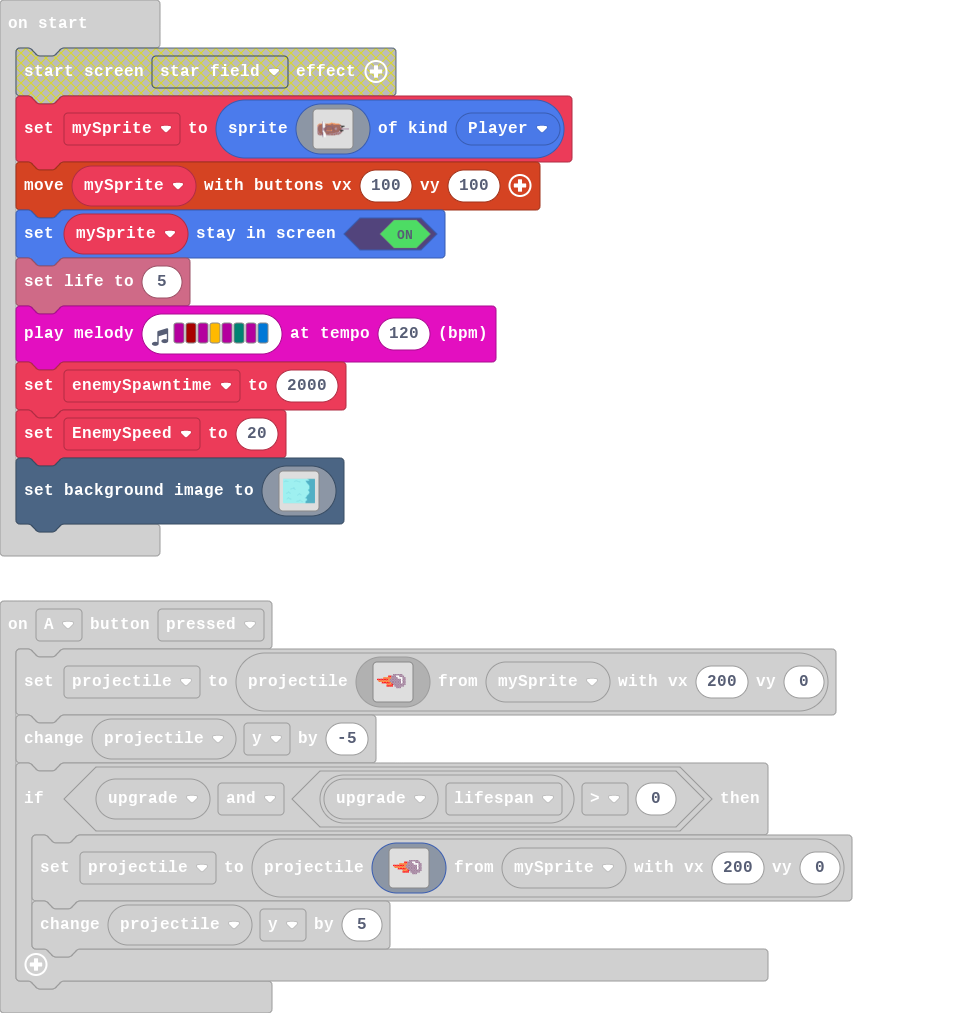 on start
start screen star field effect
set mySprite to sprite of kind Player
move mySprite with buttons vx 100 vy 100
set mySprite stay in screen ON
set life to 5
play melody at tempo 120 (bpm)
set enemySpawntime to 2000
set EnemySpeed to 20
set background image to
on A button pressed
set projectile to projectile from mySprite with vx 200 vy 0
change projectile y by -5
if upgrade and upgrade lifespan > 0 then
set projectile to projectile from mySprite with vx 200 vy 0
change projectile y by 5